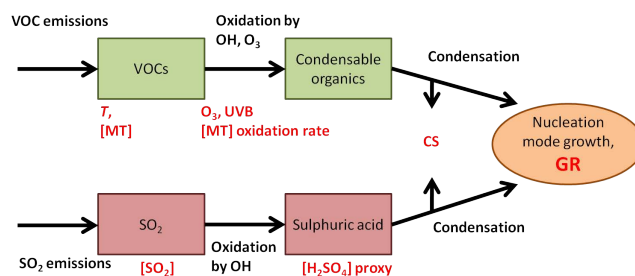 VOC emissions
Oxidation by
OH, O₃
VOCs
Condensable
organics
Condensation
T,
[MT]
O₃, UVB
[MT] oxidation rate
CS
Nucleation
mode growth,
GR
SO₂
Sulphuric acid
Condensation
SO₂ emissions
[SO₂]
Oxidation
by OH
[H₂SO₄] proxy